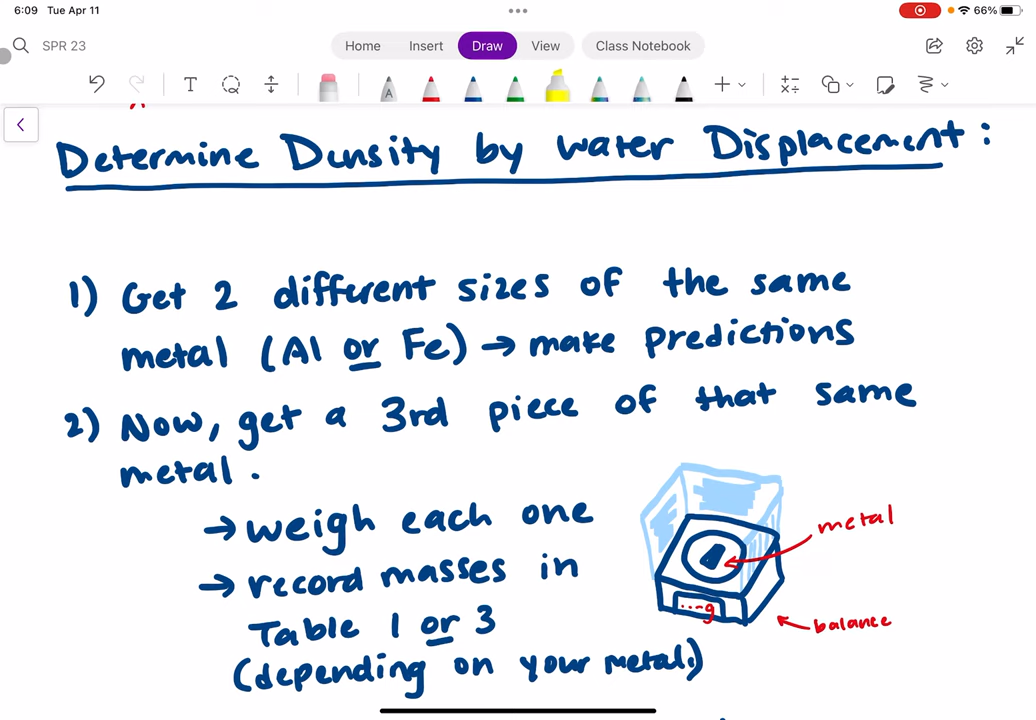 6:09 Tue Apr 11
66%
SPR 23
Home Insert Draw View Class Notebook
T
A
Determine Density by water Displacement:
1) Get 2 different sizes of the same
metal (Al or Fe) → make predictions
2) Now, get a 3rd piece of that same
metal.
→ weigh each one
→ record masses in
Table 1 or 3
(depending on your metal.)
metal
...g
balance